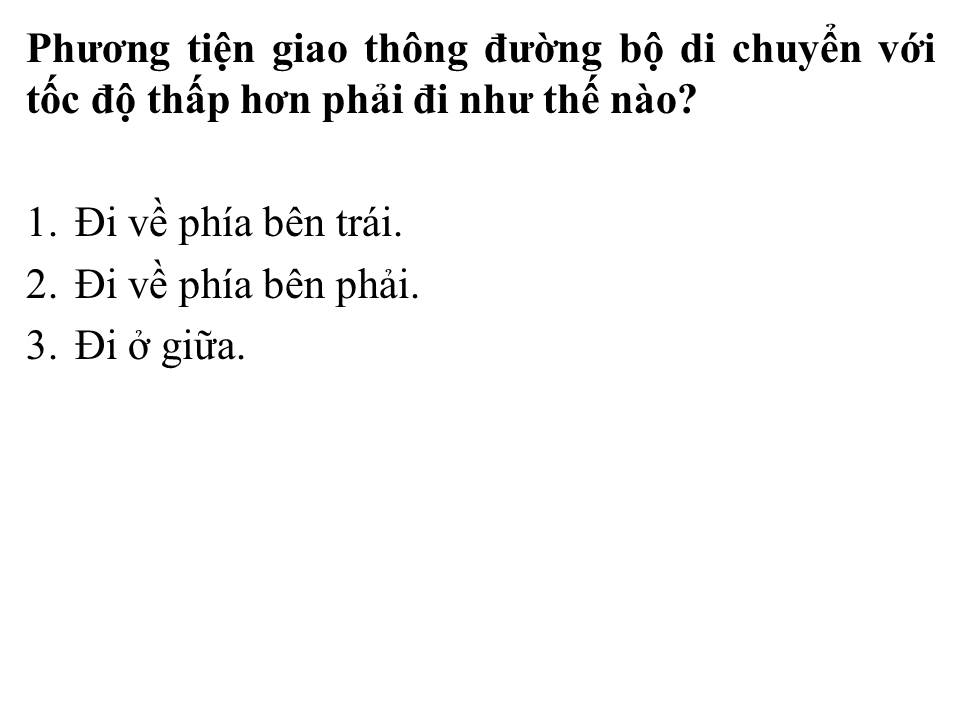 Phương tiện giao thông đường bộ di chuyển với
tốc độ thấp hơn phải đi như thế nào?
1. Đi về phía bên trái.
2. Đi về phía bên phải.
3. Đi ở giữa.